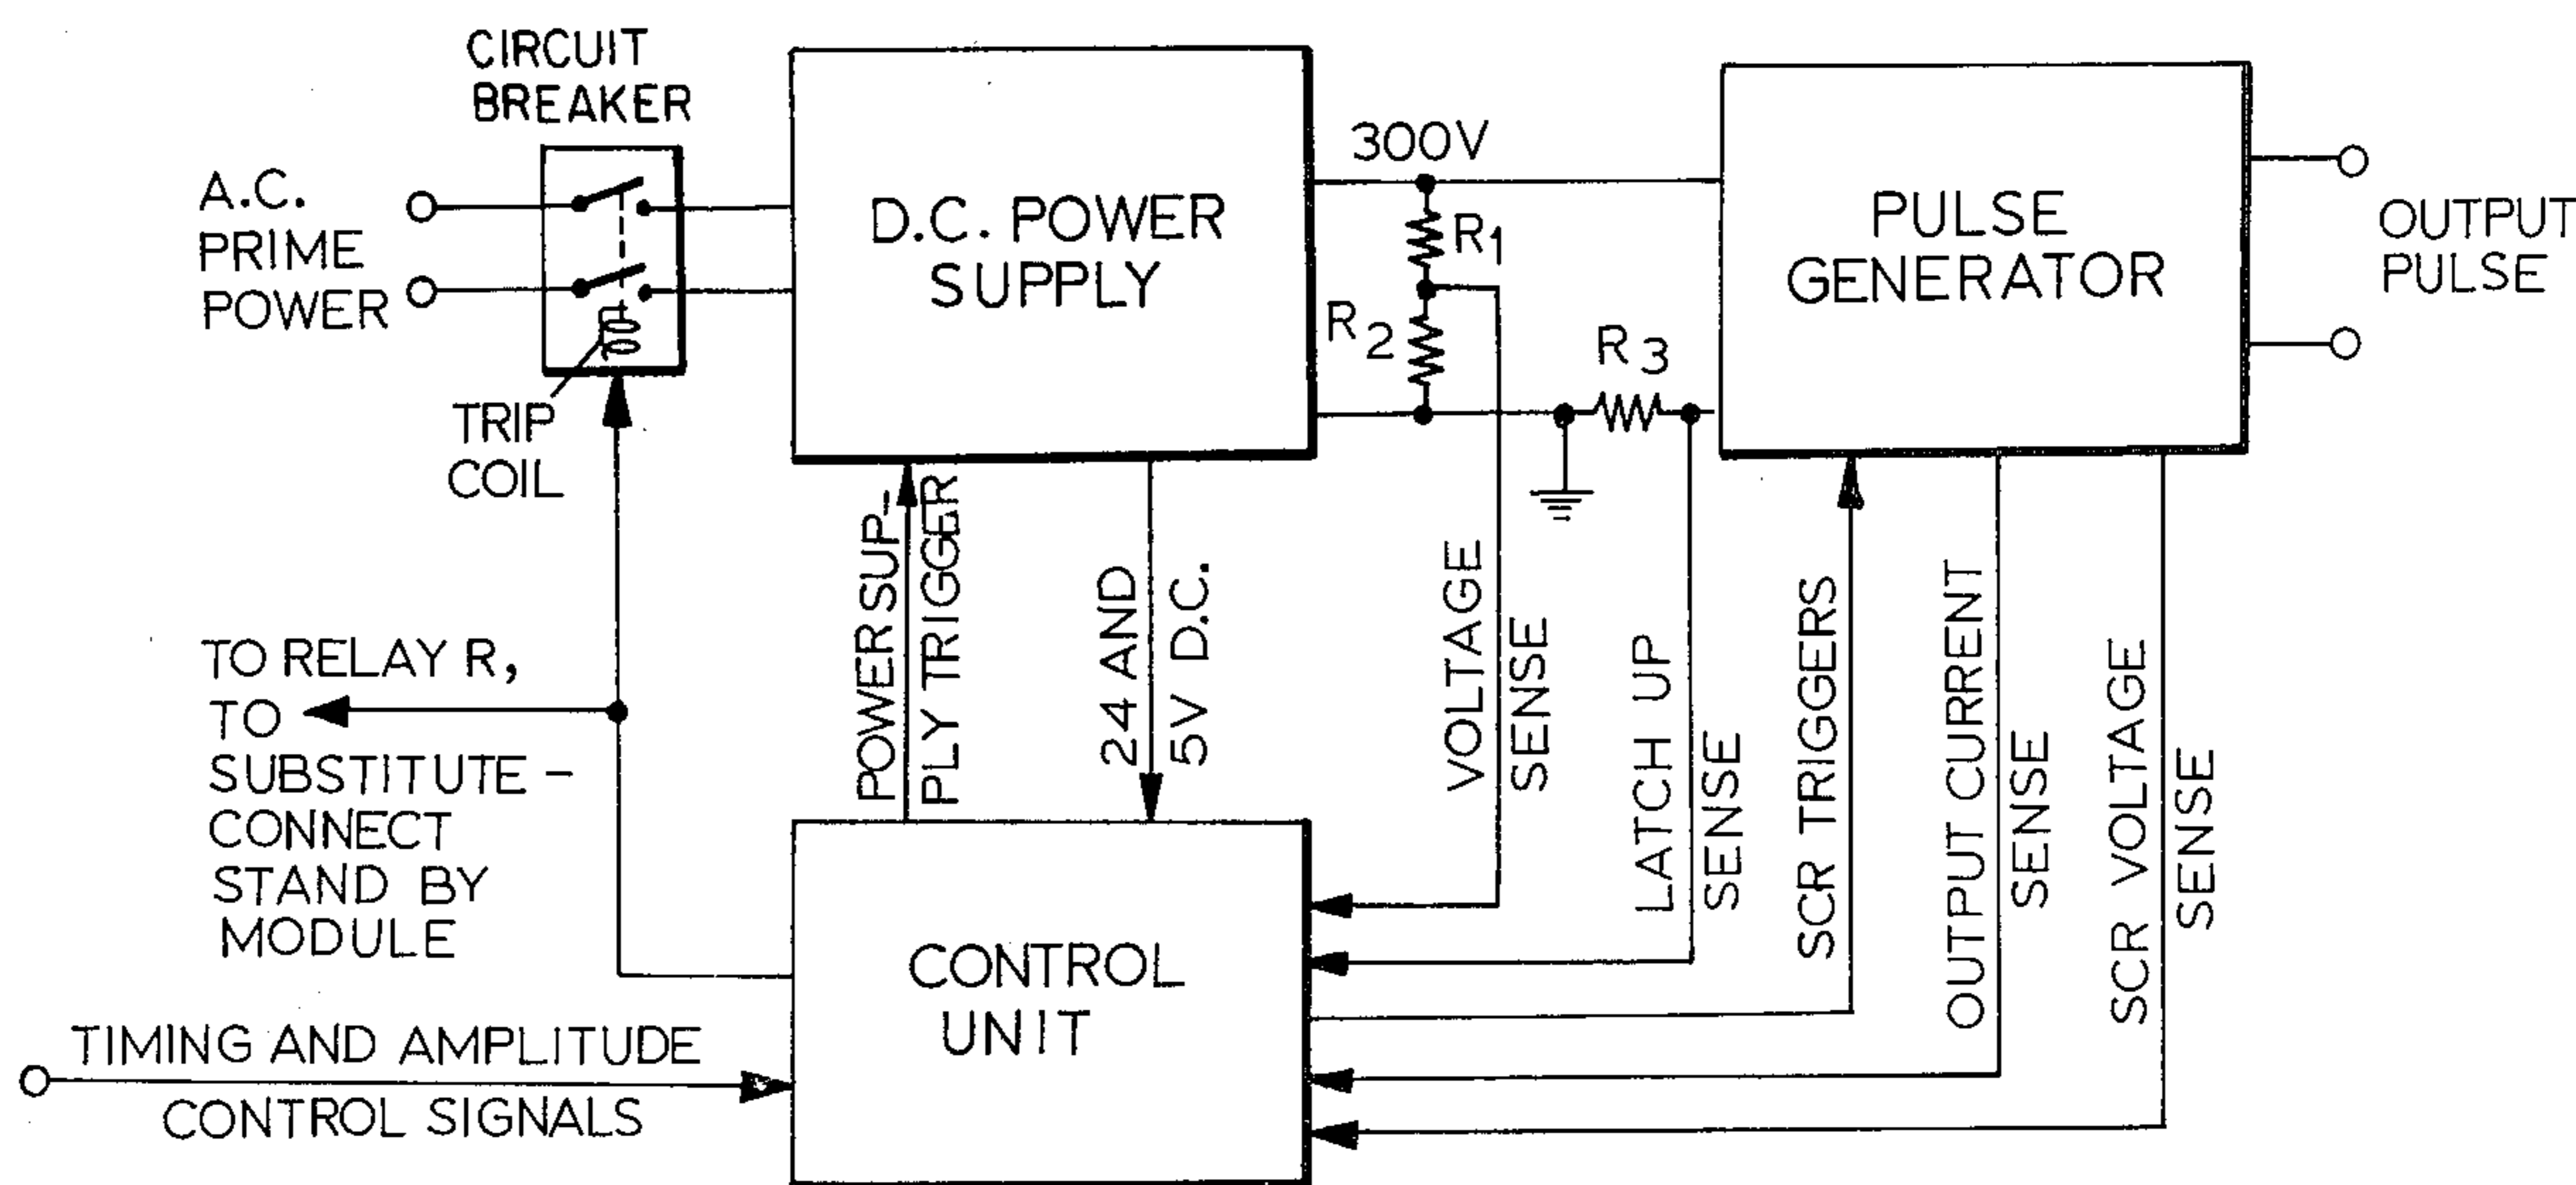 CIRCUIT
BREAKER
A.C.
PRIME
POWER
TRIP
COIL
D.C. POWER
SUPPLY
300V
R1
R2
R3
PULSE
GENERATOR
OUTPUT
PULSE
TO RELAY R,
TO
SUBSTITUTE -
CONNECT
STAND BY
MODULE
POWER SUP-
PLY TRIGGER
24 AND
5V D.C.
VOLTAGE
SENSE
LATCH UP
SENSE
SCR TRIGGERS
OUTPUT CURRENT
SENSE
SCR VOLTAGE
SENSE
CONTROL
UNIT
TIMING AND AMPLITUDE
CONTROL SIGNALS